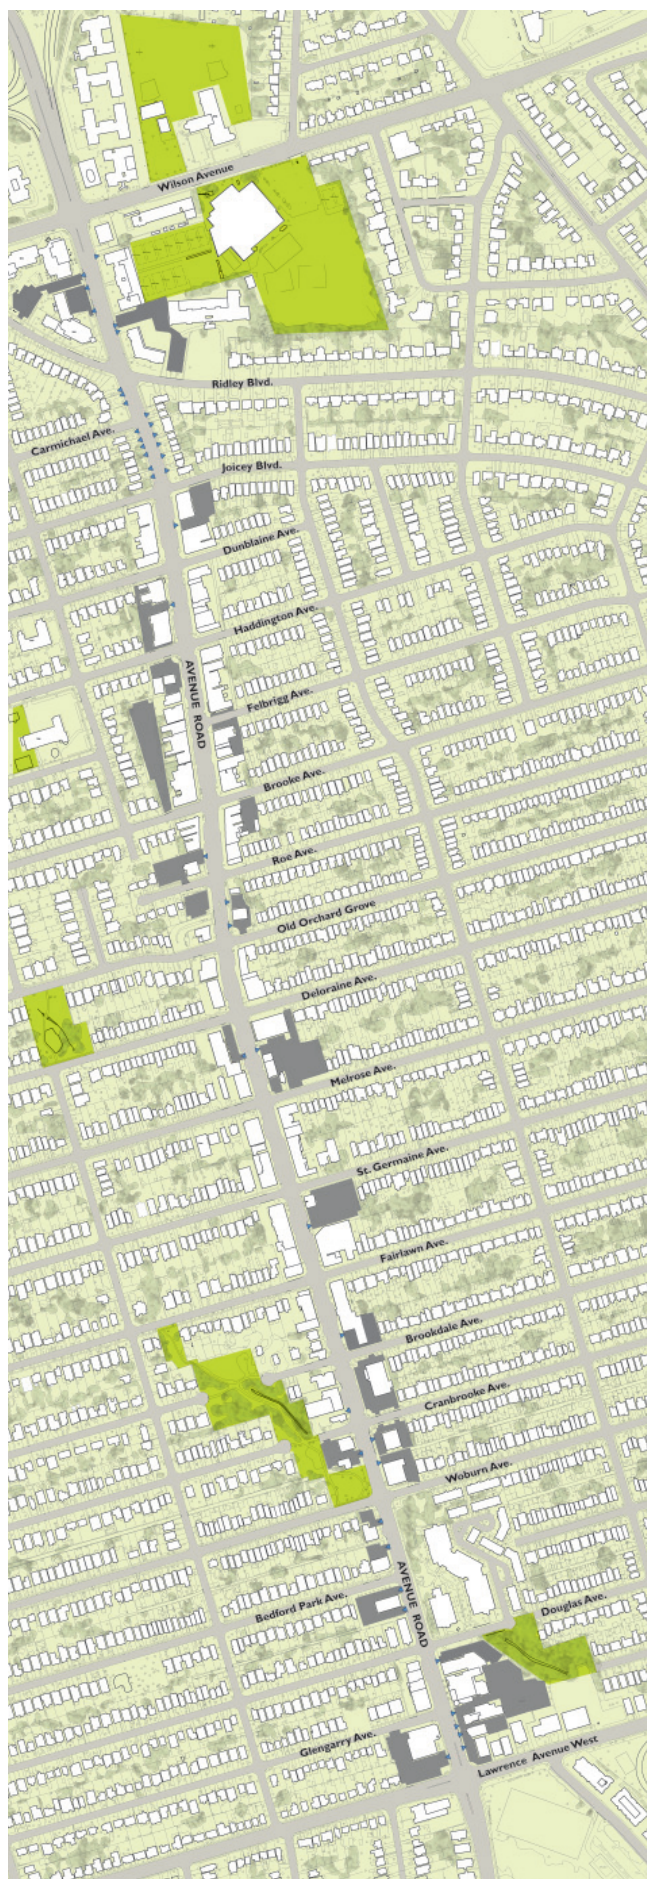 Wilson Avenue
Ridley Blvd.
Carmichael Ave.
Joicey Blvd.
Dunblaine Ave.
Haddington Ave.
AVENUE ROAD
Felbrigg Ave.
Brooke Ave.
Roe Ave.
Old Orchard Grove
Deloraine Ave.
Melrose Ave.
St. Germaine Ave.
Fairlawn Ave.
Brookdale Ave.
Cranbrooke Ave.
Woburn Ave.
AVENUE ROAD
Bedford Park Ave.
Douglas Ave.
Glengarry Ave.
Lawrence Avenue West